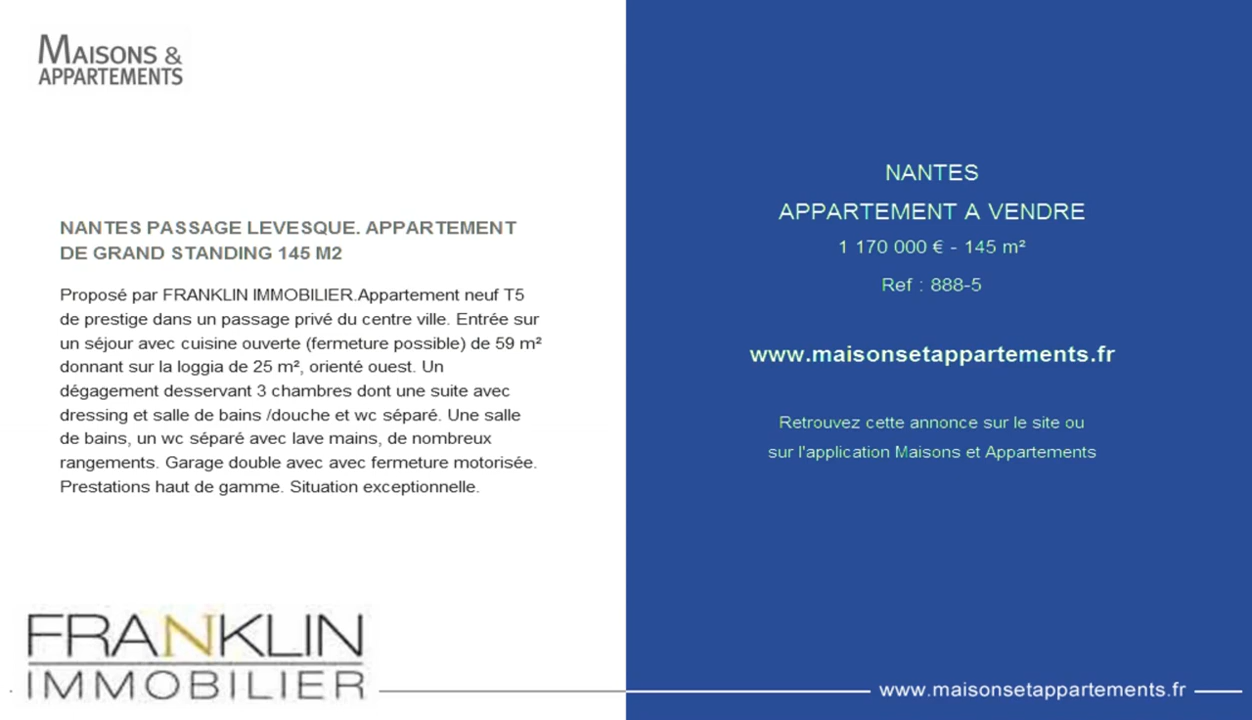 MAISONS &
APPARTEMENTS
NANTES PASSAGE LEVESQUE. APPARTEMENT
DE GRAND STANDING 145 M2
Proposé par FRANKLIN IMMOBILIER.Appartement neuf T5
de prestige dans un passage privé du centre ville. Entrée sur
un séjour avec cuisine ouverte (fermeture possible) de 59 m²
donnant sur la loggia de 25 m², orienté ouest. Un
dégagement desservant 3 chambres dont une suite avec
dressing et salle de bains /douche et wc séparé. Une salle
de bains, un wc séparé avec lave mains, de nombreux
rangements. Garage double avec avec fermeture motorisée.
Prestations haut de gamme. Situation exceptionnelle.
FRANKLIN
IMMOBILIER
NANTES
APPARTEMENT A VENDRE
1 170 000 € - 145 m²
Ref : 888-5
www.maisonsetappartements.fr
Retrouvez cette annonce sur le site ou
sur l'application Maisons et Appartements
www.maisonsetappartements.fr